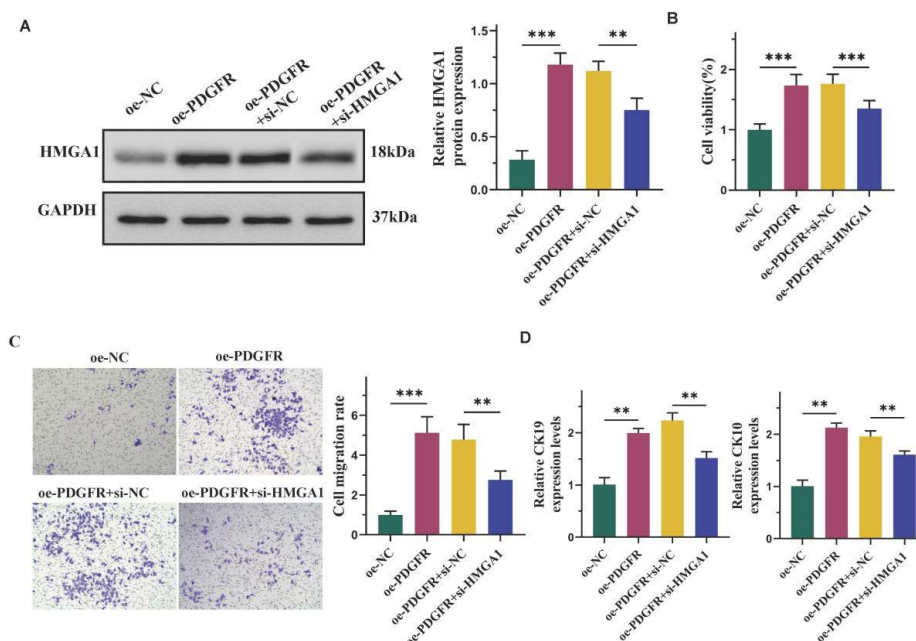 A
oe-NC
oe-PDGFR
oe-PDGFR
+si-NC
oe-PDGFR
+si-HMGA1
HMGA1
18kDa
GAPDH
37kDa
Relative HMGA1
protein expression
1.5
1.0
0.5
0.0
***
**
oe-NC
oe-PDGFR
oe-PDGFR+si-NC
oe-PDGFR+si-HMGA1
B
Cell viability(%)
2
1
0
***
***
oe-NC
oe-PDGFR
oe-PDGFR+si-NC
oe-PDGFR+si-HMGA1
C
oe-NC
oe-PDGFR
oe-PDGFR+si-NC
oe-PDGFR+si-HMGA1
Cell migration rate
6
4
2
0
***
**
oe-NC
oe-PDGFR
oe-PDGFR+si-NC
oe-PDGFR+si-HMGA1
D
Relative CK19
expression levels
2
1
0
**
**
oe-NC
oe-PDGFR
oe-PDGFR+si-NC
oe-PDGFR+si-HMGA1
Relative CK10
expression levels
2
1
0
**
**
oe-NC
oe-PDGFR
oe-PDGFR+si-NC
oe-PDGFR+si-HMGA1